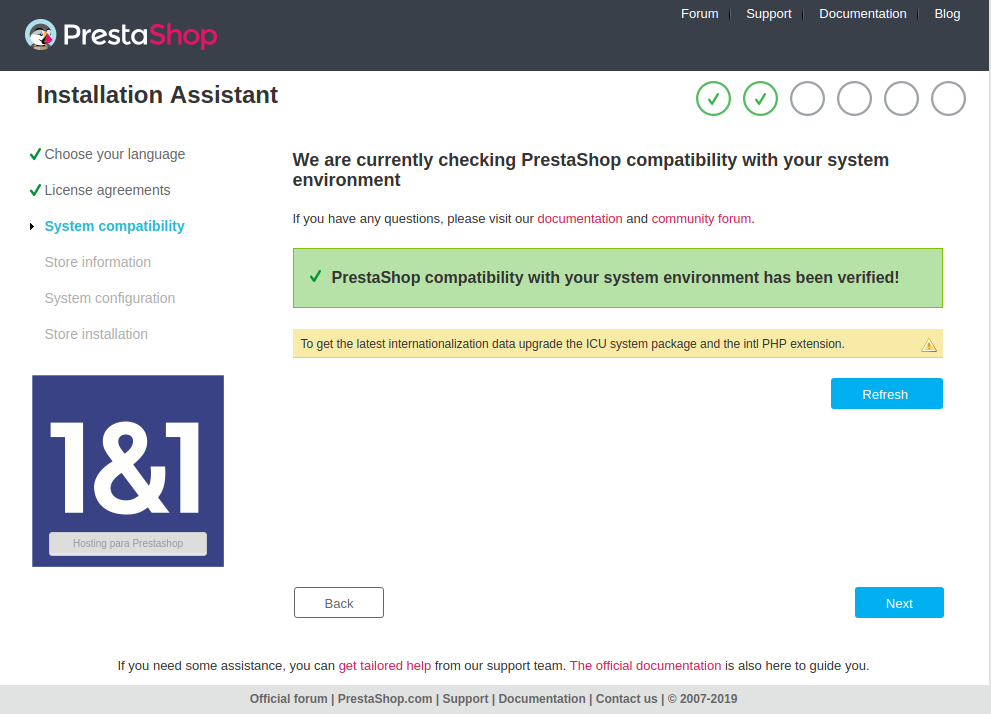 Forum Support Documentation Blog
PrestaShop
Installation Assistant
Choose your language
License agreements
System compatibility
Store information
System configuration
Store installation
1&1
Hosting para Prestashop
We are currently checking PrestaShop compatibility with your system
environment
If you have any questions, please visit our documentation and community forum.
PrestaShop compatibility with your system environment has been verified!
To get the latest internationalization data upgrade the ICU system package and the intl PHP extension.
Refresh
Back
Next
If you need some assistance, you can get tailored help from our support team. The official documentation is also here to guide you.
Official forum | PrestaShop.com | Support | Documentation | Contact us | © 2007-2019